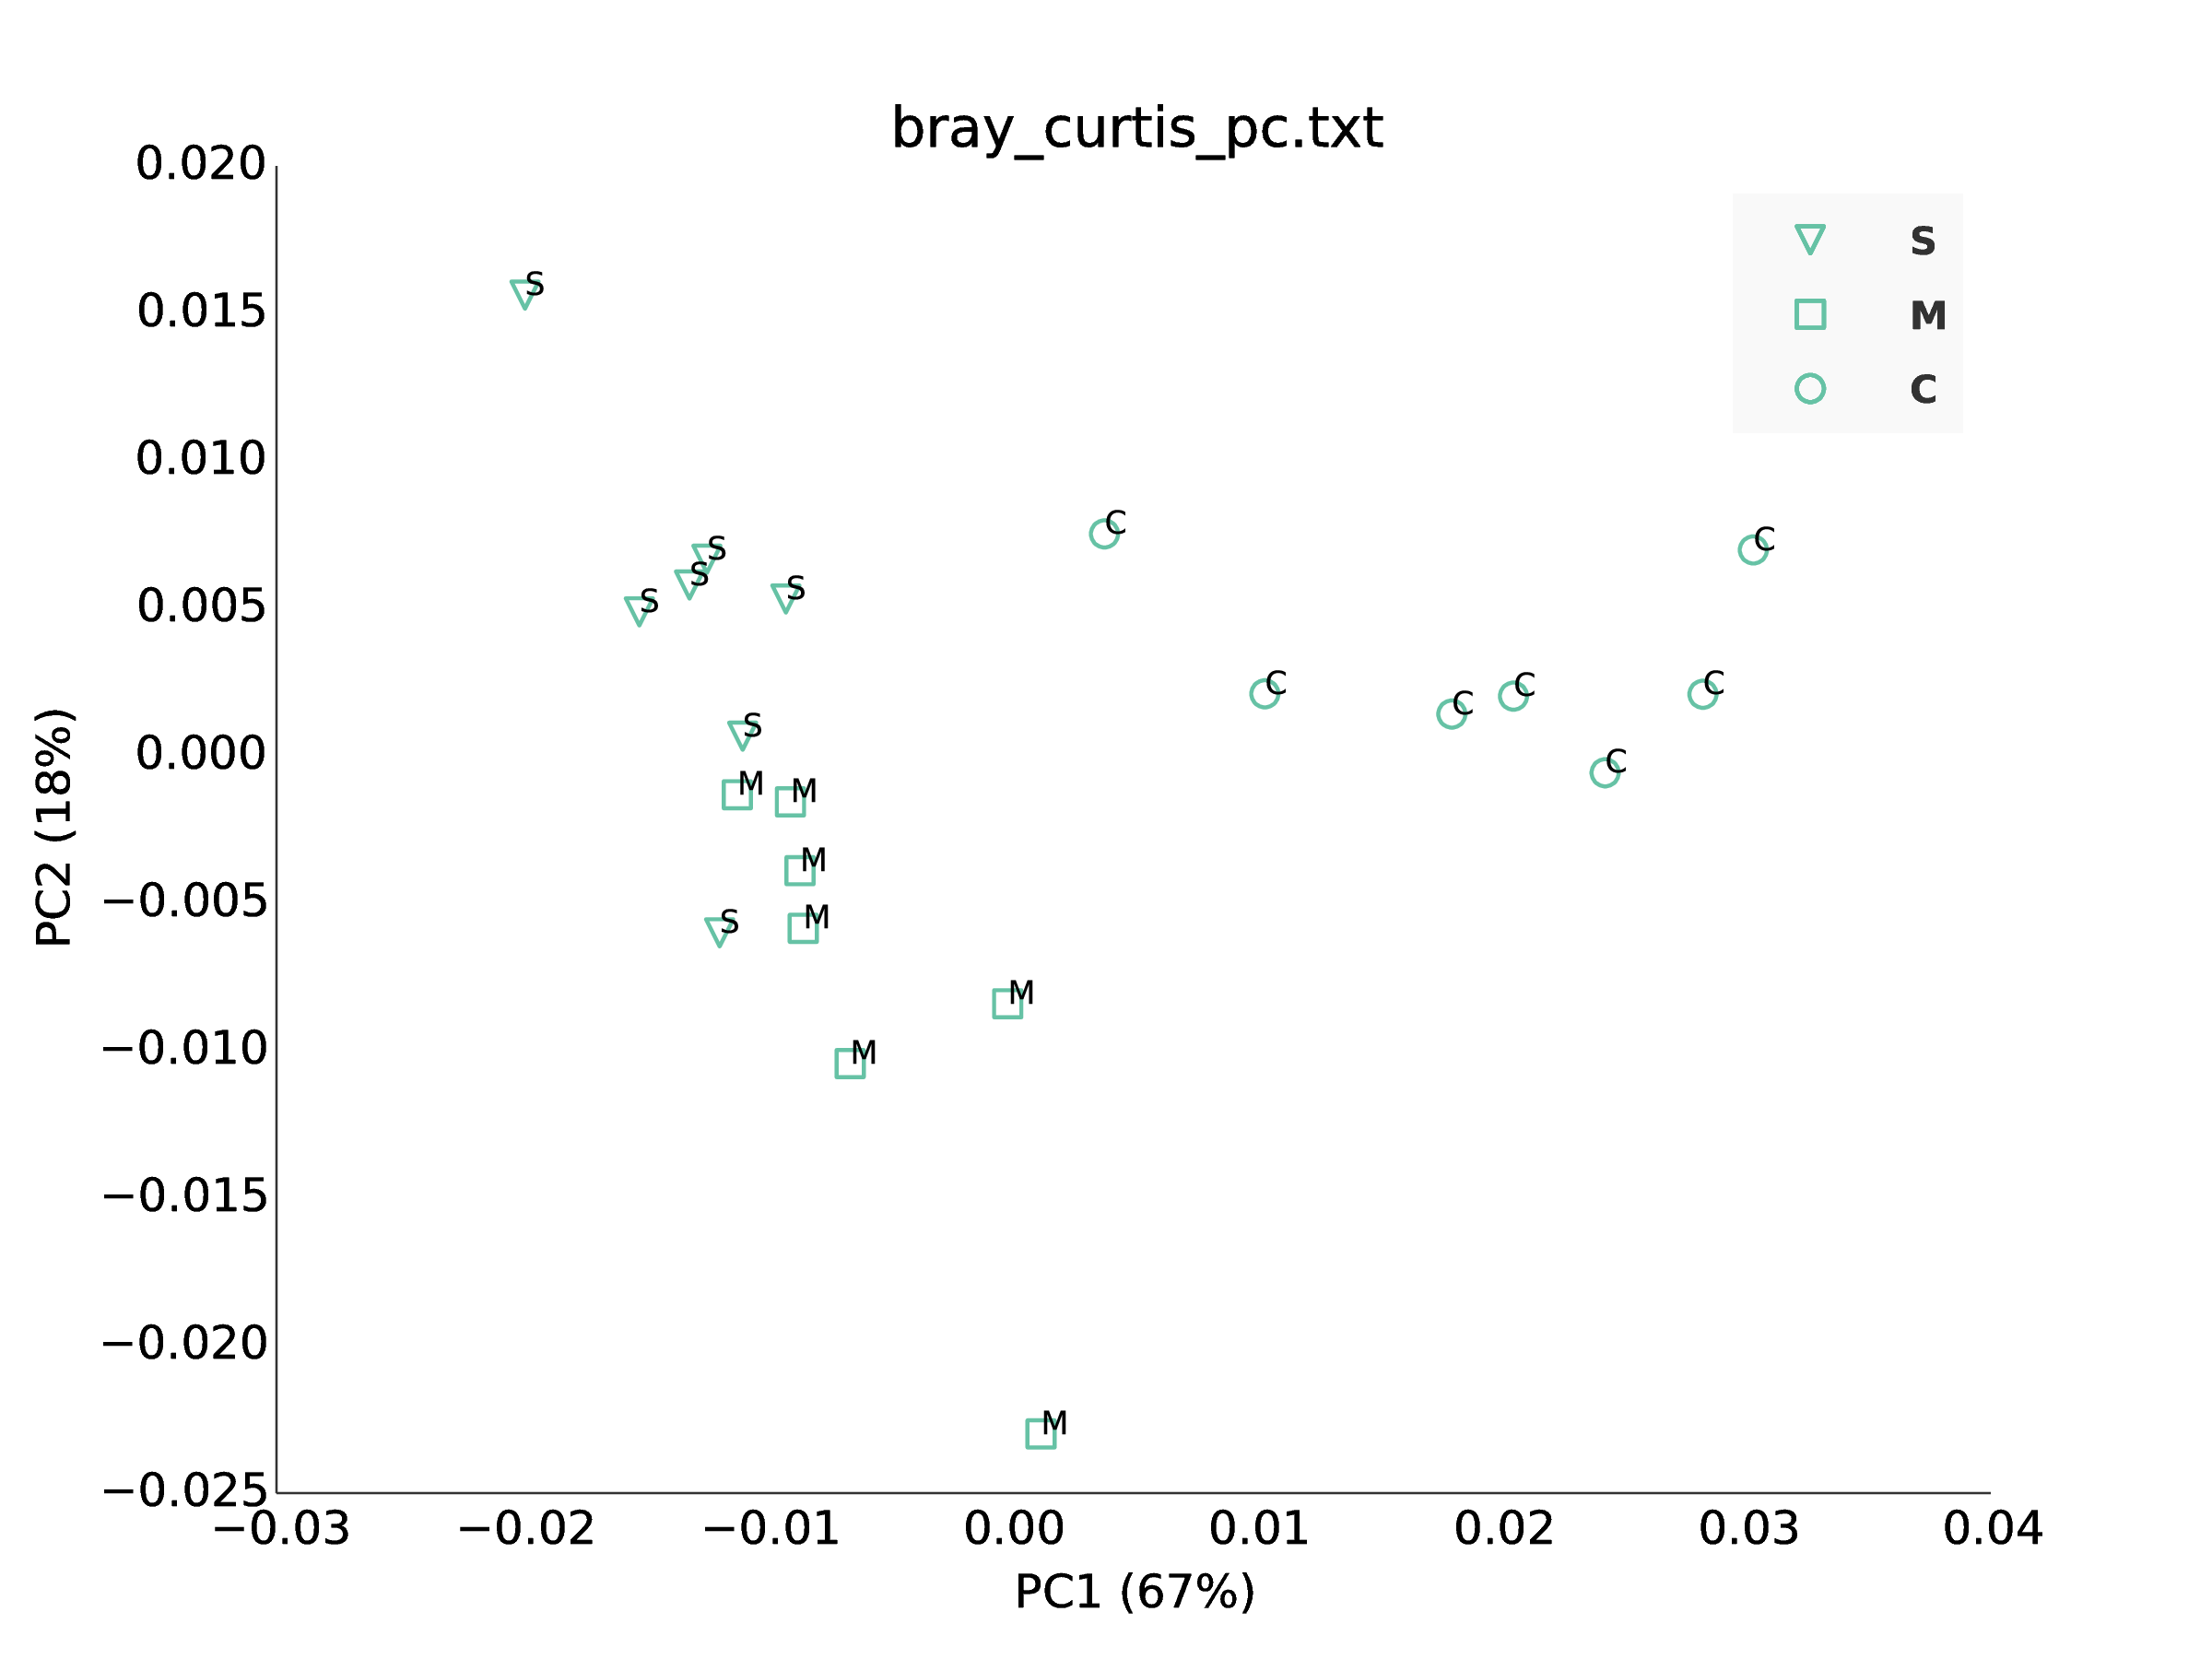 bray_curtis_pc.txt
0.020
0.015
0.010
0.005
0.000
−0.005
−0.010
−0.015
−0.020
−0.025
PC2 (18%)
S
M
C
S
C
S
C
S
S
S
C
C
C
S
C
C
M
M
M
M
S
M
M
M
−0.03 −0.02 −0.01 0.00 0.01 0.02 0.03 0.04
PC1 (67%)